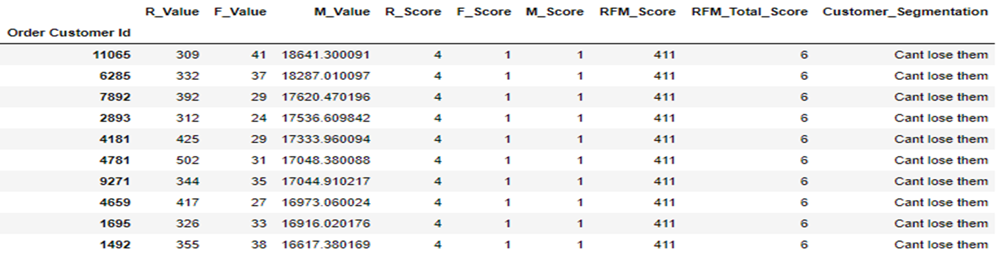 R_Value F_Value M_Value R_Score F_Score M_Score RFM_Score RFM_Total_Score Customer_Segmentation
Order Customer Id
11065 309 41 18641.300091 4 1 1 411 6 Cant lose them
6285 332 37 18287.010097 4 1 1 411 6 Cant lose them
7892 392 29 17620.470196 4 1 1 411 6 Cant lose them
2893 312 24 17536.609842 4 1 1 411 6 Cant lose them
4181 425 29 17333.960094 4 1 1 411 6 Cant lose them
4781 502 31 17048.380088 4 1 1 411 6 Cant lose them
9271 344 35 17044.910217 4 1 1 411 6 Cant lose them
4659 417 27 16973.060024 4 1 1 411 6 Cant lose them
1695 326 33 16916.020176 4 1 1 411 6 Cant lose them
1492 355 38 16617.380169 4 1 1 411 6 Cant lose them